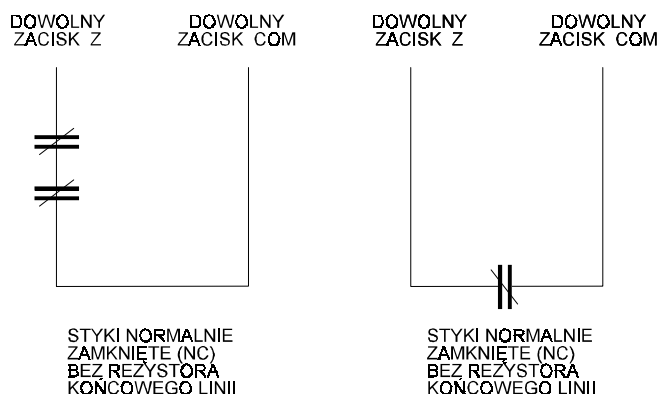 DOWOLNY
ZACISK Z
DOWOLNY
ZACISK COM
DOWOLNY
ZACISK Z
DOWOLNY
ZACISK COM
STYKI NORMALNIE
ZAMKNIĘTE (NC)
BEZ REZYSTORA
KOŃCOWEGO LINII
STYKI NORMALNIE
ZAMKNIĘTE (NC)
BEZ REZYSTORA
KOŃCOWEGO LINII